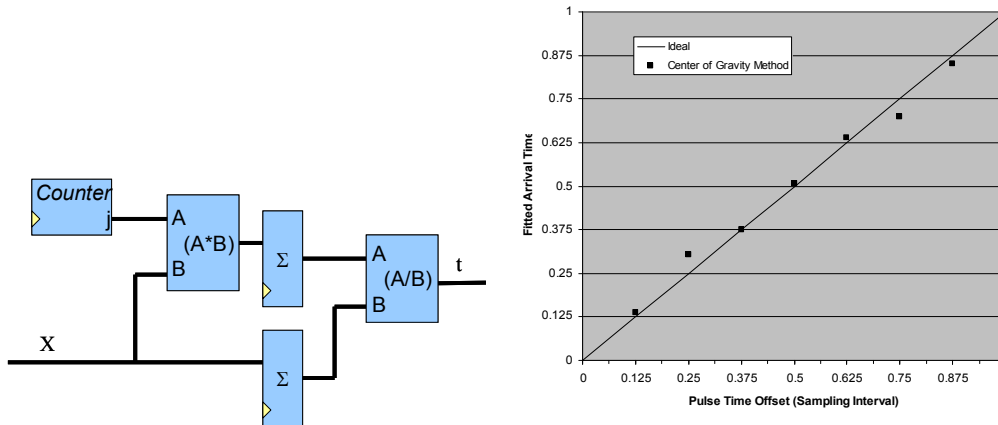 Counter
j
A
(A*B)
B
Σ
A
(A/B)
B
t
X
Σ
1
0.875
0.75
0.625
0.5
0.375
0.25
0.125
0
Fitted Arrival Time
Ideal
Center of Gravity Method
0 0.125 0.25 0.375 0.5 0.625 0.75 0.875
Pulse Time Offset (Sampling Interval)